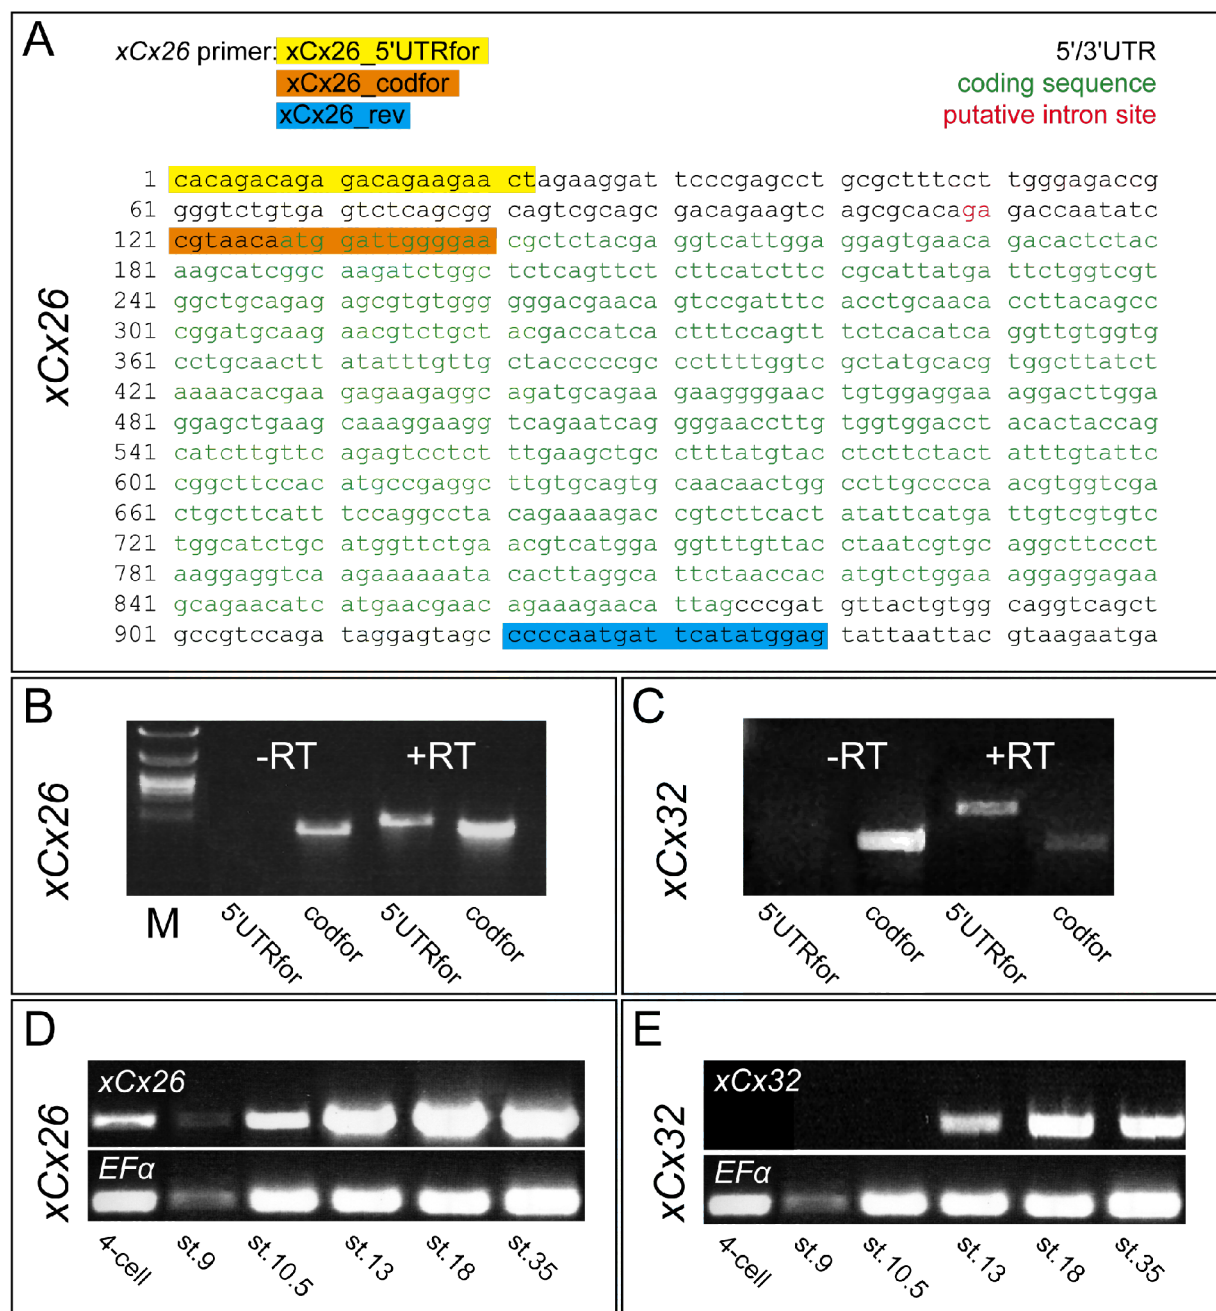 A
xCx26 primer: xCx26_5'UTRfor 5'/3'UTR
xCx26_codfor coding sequence
xCx26_rev putative intron site
xCx26
1 cacagacaga gacagaagaa ctagaaggat tcccgagcct gcgctttcct tgggagaccg
61 gggtctgtga gtctcagcgg cagtcgcagc gacagaagtc agcgcacaga gaccaatatc
121 cgtaacaatg gattggggaa cgctctacga ggtcattgga ggagtgaaca gacactctac
181 aagcatcggc aagatctggc tctcagttct cttcatcttc cgcattatga ttctggtcgt
241 ggctgcagag agcgtgtggg gggacgaaca gtccgatttc acctgcaaca cccttacagcc
301 cggatgcaag aacgtctgct acgaccatca ctttccagtt tctcacatca ggttgtggtg
361 cctgcaactt atatttgttg ctacccccgc ccttttggtc gctatgcacg tggcttatct
421 aaaacacgaa gagaagaggc agatgcagaa gaaggggaac tgtggaggaa aggacttgga
481 ggagctgaag caaaggaagg tcagaatcag gggaaccttg tggtggacct acactaccag
541 catcttgttc agagtcctct ttgaagctgc ctttatgtac ctcttctact atttgtattc
601 cggcttccac atgccgaggc ttgtgcagtg caacaactgg ccttgcccca acgtggtcga
661 ctgcttcatt tccaggccta cagaaaagac cgtcttcact atattcatga ttgtcgtgtc
721 tggcatctgc atggttctga acgtcatgga ggtttgttac ctaatcgtgc aggcttccct
781 aaggaggtca agaaaaaata cacttaggca ttctaaccac atgtctggaa aggaggagaa
841 gcagaacatc atgaacgaac agaaagaaca ttagcccgat gttactgtgg caggtcagct
901 gccgtccaga taggagtagc ccccaatgat tcatatggag tattaattac gtaagaatga
B
xCx26
-RT +RT
M 5'UTRfor codfor 5'UTRfor codfor
C
xCx32
-RT +RT
5'UTRfor codfor 5'UTRfor codfor
D
xCx26
xCx26
EFα
4-cell st.9 st.10.5 st.13 st.18 st.35
E
xCx32
xCx32
EFα
4-cell st.9 st.10.5 st.13 st.18 st.35